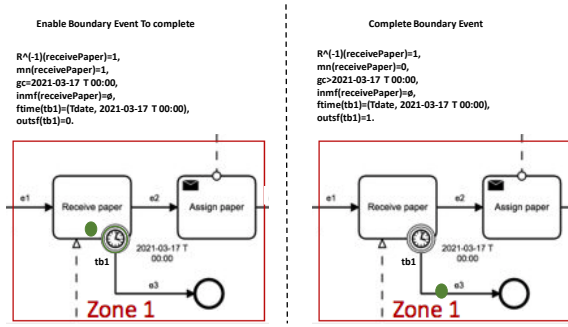 Enable Boundary Event To complete
R^(-1)(receivePaper)=1,
mn(receivePaper)=1,
gc=2021-03-17 T 00:00,
inmf(receivePaper)=ø,
ftime(tb1)=(Tdate, 2021-03-17 T 00:00),
outsf(tb1)=0.
e1
Receive paper
e2
Assign paper
tb1
2021-03-17 T
00:00
e3
Zone 1
Complete Boundary Event
R^(-1)(receivePaper)=1,
mn(receivePaper)=0,
gc>2021-03-17 T 00:00,
inmf(receivePaper)=ø,
ftime(tb1)=(Tdate, 2021-03-17 T 00:00),
outsf(tb1)=1.
e1
Receive paper
e2
Assign paper
tb1
2021-03-17 T
00:00
e3
Zone 1